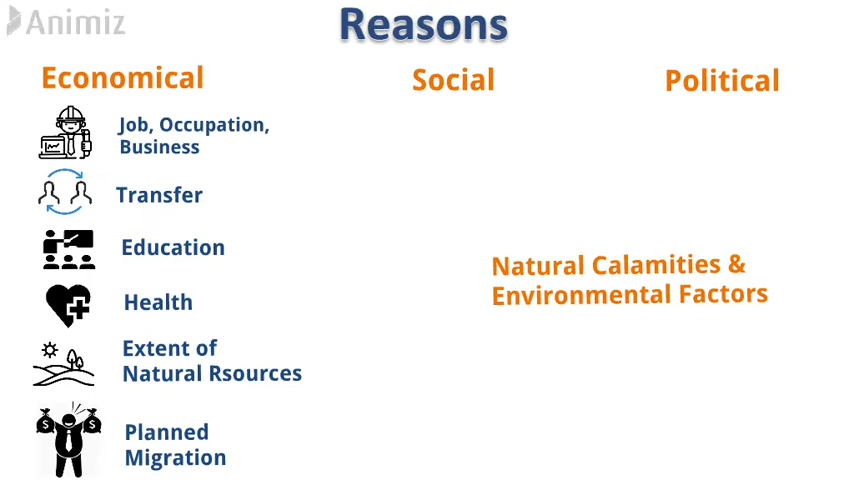 Animiz
Reasons
Economical
Social
Political
Job, Occupation,
Business
Transfer
Education
Health
Extent of
Natural Rsources
Planned
Migration
Natural Calamities &
Environmental Factors
$ $